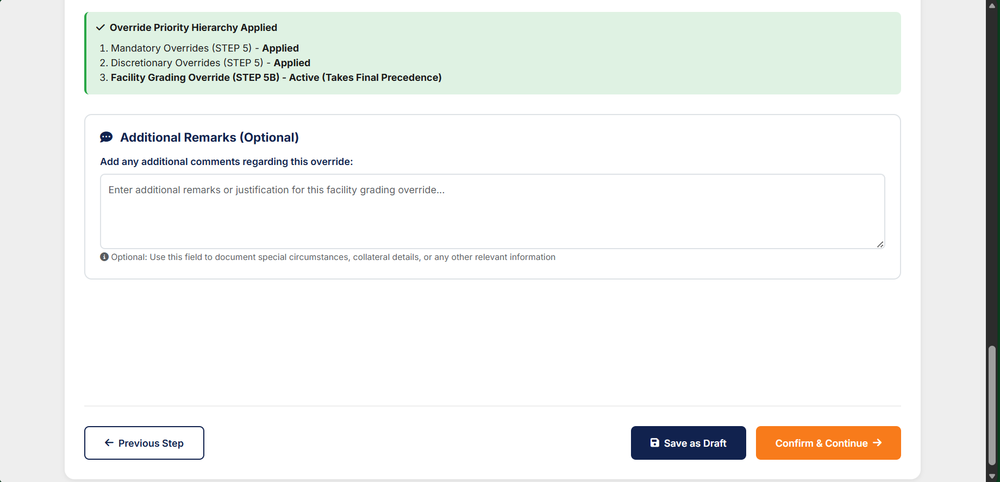 Override Priority Hierarchy Applied
1. Mandatory Overrides (STEP 5) - Applied
2. Discretionary Overrides (STEP 5) - Applied
3. Facility Grading Override (STEP 5B) - Active (Takes Final Precedence)
Additional Remarks (Optional)
Add any additional comments regarding this override:
Enter additional remarks or justification for this facility grading override...
Optional: Use this field to document special circumstances, collateral details, or any other relevant information
Previous Step
Save as Draft
Confirm & Continue